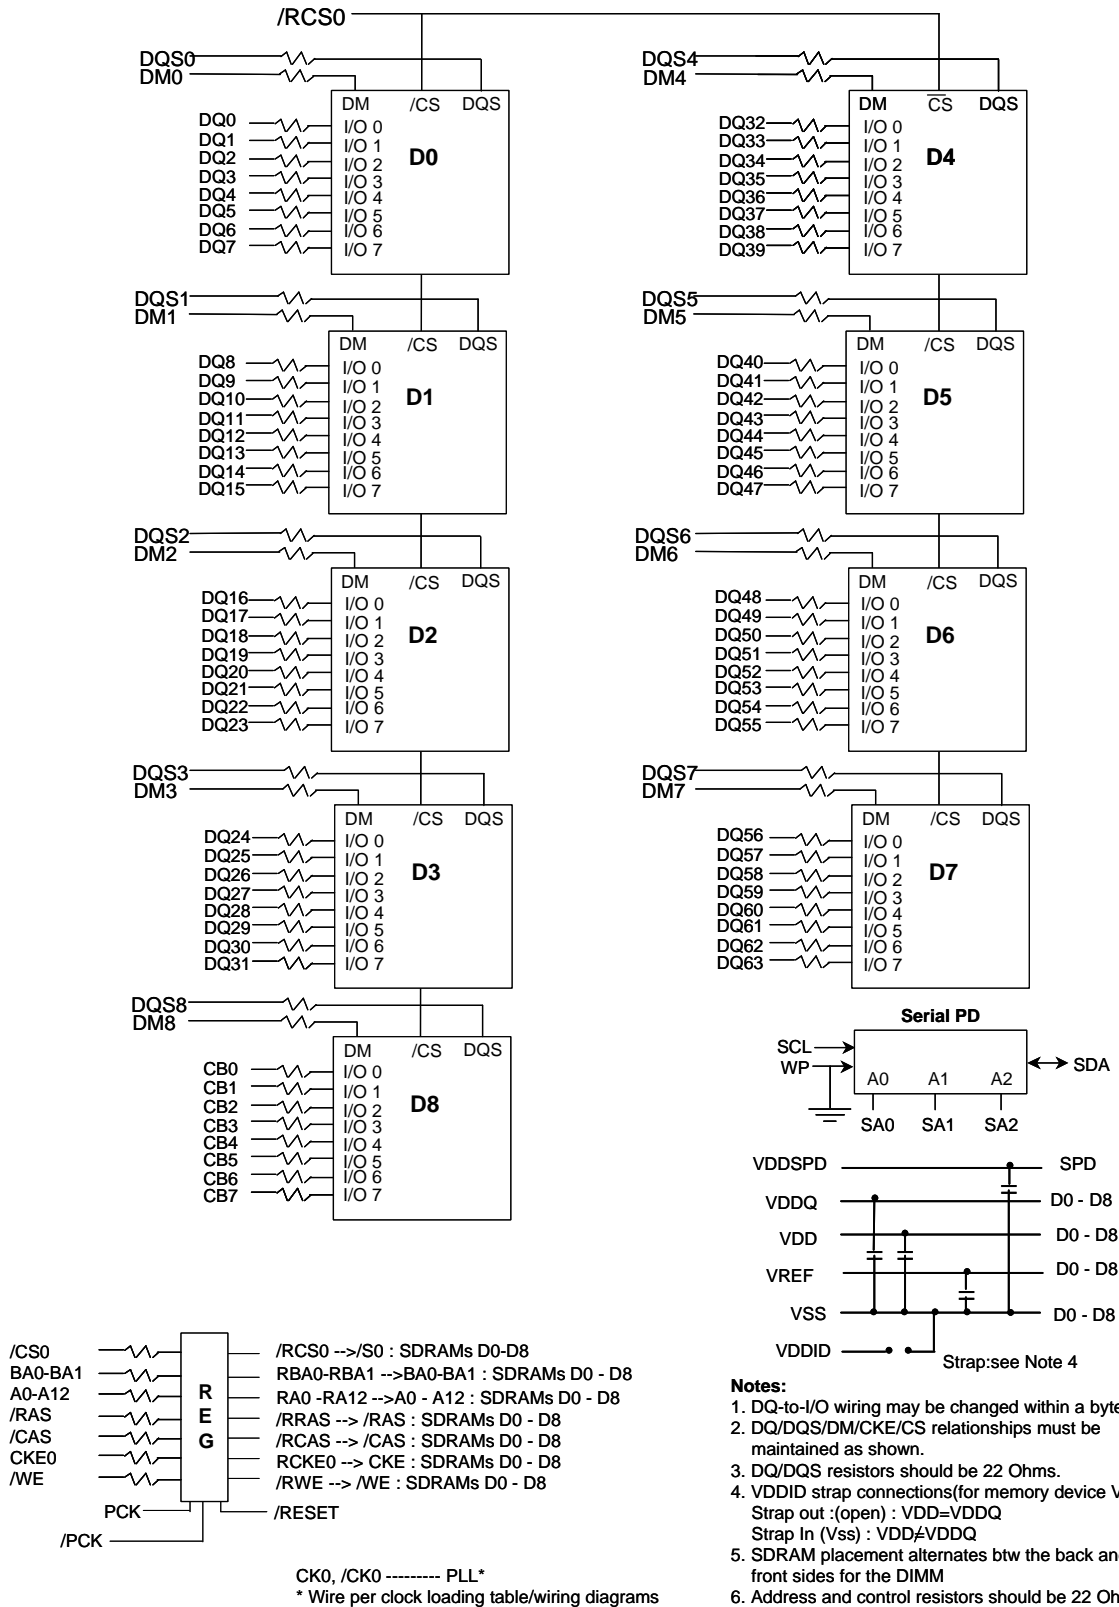 /RCS0
DQS0
DM0
DM /CS DQS
DQ0 I/O 0
DQ1 I/O 1
DQ2 I/O 2
DQ3 I/O 3
DQ4 I/O 4
DQ5 I/O 5
DQ6 I/O 6
DQ7 I/O 7
D0
DQS1
DM1
DM /CS DQS
DQ8 I/O 0
DQ9 I/O 1
DQ10 I/O 2
DQ11 I/O 3
DQ12 I/O 4
DQ13 I/O 5
DQ14 I/O 6
DQ15 I/O 7
D1
DQS2
DM2
DM /CS DQS
DQ16 I/O 0
DQ17 I/O 1
DQ18 I/O 2
DQ19 I/O 3
DQ20 I/O 4
DQ21 I/O 5
DQ22 I/O 6
DQ23 I/O 7
D2
DQS3
DM3
DM /CS DQS
DQ24 I/O 0
DQ25 I/O 1
DQ26 I/O 2
DQ27 I/O 3
DQ28 I/O 4
DQ29 I/O 5
DQ30 I/O 6
DQ31 I/O 7
D3
DQS8
DM8
DM /CS DQS
CB0 I/O 0
CB1 I/O 1
CB2 I/O 2
CB3 I/O 3
CB4 I/O 4
CB5 I/O 5
CB6 I/O 6
CB7 I/O 7
D8
DQS4
DM4
DM CS DQS
DQ32 I/O 0
DQ33 I/O 1
DQ34 I/O 2
DQ35 I/O 3
DQ36 I/O 4
DQ37 I/O 5
DQ38 I/O 6
DQ39 I/O 7
D4
DQS5
DM5
DM /CS DQS
DQ40 I/O 0
DQ41 I/O 1
DQ42 I/O 2
DQ43 I/O 3
DQ44 I/O 4
DQ45 I/O 5
DQ46 I/O 6
DQ47 I/O 7
D5
DQS6
DM6
DM /CS DQS
DQ48 I/O 0
DQ49 I/O 1
DQ50 I/O 2
DQ51 I/O 3
DQ52 I/O 4
DQ53 I/O 5
DQ54 I/O 6
DQ55 I/O 7
D6
DQS7
DM7
DM /CS DQS
DQ56 I/O 0
DQ57 I/O 1
DQ58 I/O 2
DQ59 I/O 3
DQ60 I/O 4
DQ61 I/O 5
DQ62 I/O 6
DQ63 I/O 7
D7
Serial PD
SCL
WP
SDA
A0 A1 A2
SA0 SA1 SA2
VDDSPD SPD
VDDQ D0 - D8
VDD D0 - D8
VREF D0 - D8
VSS D0 - D8
VDDID
Strap:see Note 4
/CS0 /RCS0 -->/S0 : SDRAMs D0-D8
BA0-BA1 RBA0-RBA1 -->BA0-BA1 : SDRAMs D0 - D8
A0-A12 RA0 -RA12 -->A0 - A12 : SDRAMs D0 - D8
/RAS /RRAS --> /RAS : SDRAMs D0 - D8
/CAS /RCAS --> /CAS : SDRAMs D0 - D8
CKE0 RCKE0 --> CKE : SDRAMs D0 - D8
/WE /RWE --> /WE : SDRAMs D0 - D8
REG
PCK
/RESET
/PCK
CK0, /CK0 --------- PLL*
* Wire per clock loading table/wiring diagrams
Notes:
1. DQ-to-I/O wiring may be changed within a byte
2. DQ/DQS/DM/CKE/CS relationships must be
maintained as shown.
3. DQ/DQS resistors should be 22 Ohms.
4. VDDID strap connections(for memory device
Strap out :(open) : VDD=VDDQ
Strap In (Vss) : VDD≠VDDQ
5. SDRAM placement alternates btw the back
front sides for the DIMM
6. Address and control resistors should be 22